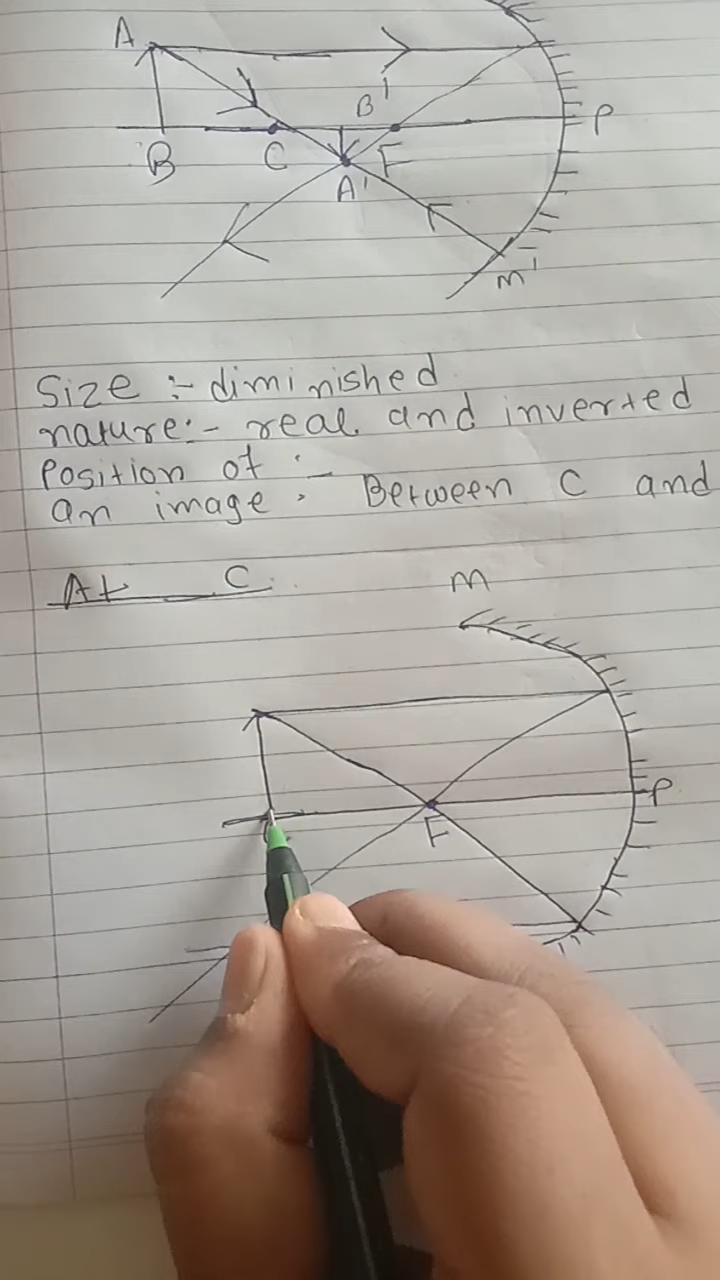 A
B'
P
B
C
F
A'
M'
Size :- diminished
nature:- real and inverted
Position of :-
an image : Between C and
At C
M
P
F